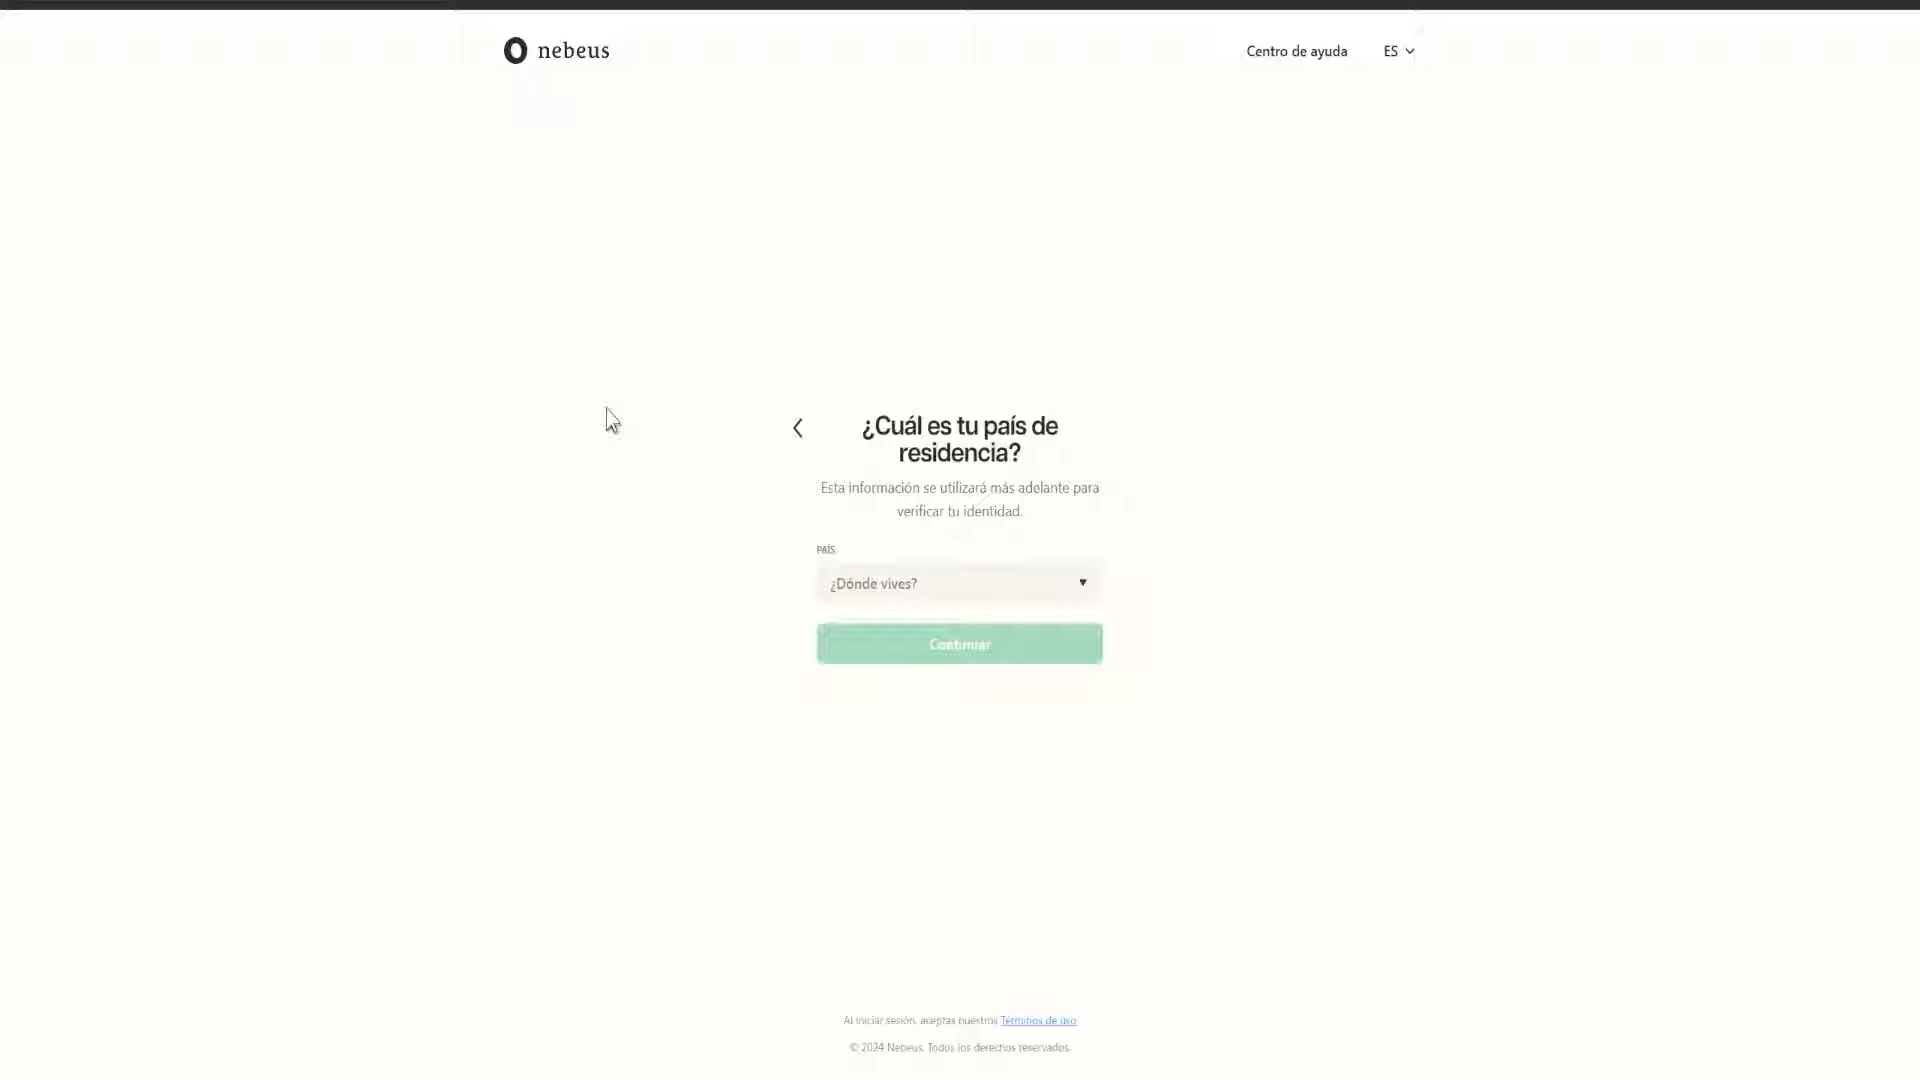 nebeus
Centro de ayuda
ES
¿Cuál es tu país de
residencia?
Esta información se utilizará más adelante para
verificar tu identidad.
PAÍS
¿Dónde vives?
Continuar
Al iniciar sesión, aceptas nuestros Términos de uso
© 2024 Nebeus. Todos los derechos reservados.